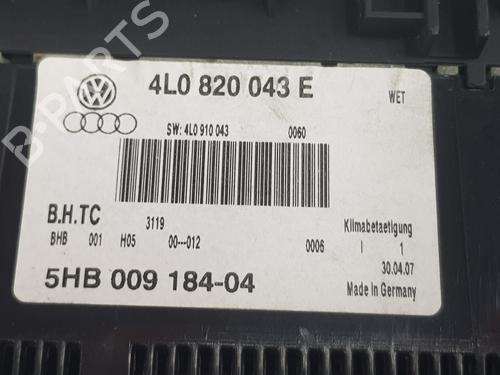 B-PARTS
4L0 820 043 E
WET
SW: 4L0 910 043 0060
B.H.TC 3119 Klimabetaetigung
BHB 001 H05 00---012 0006 I 1
30.04.07
5HB 009 184-04 Made in Germany